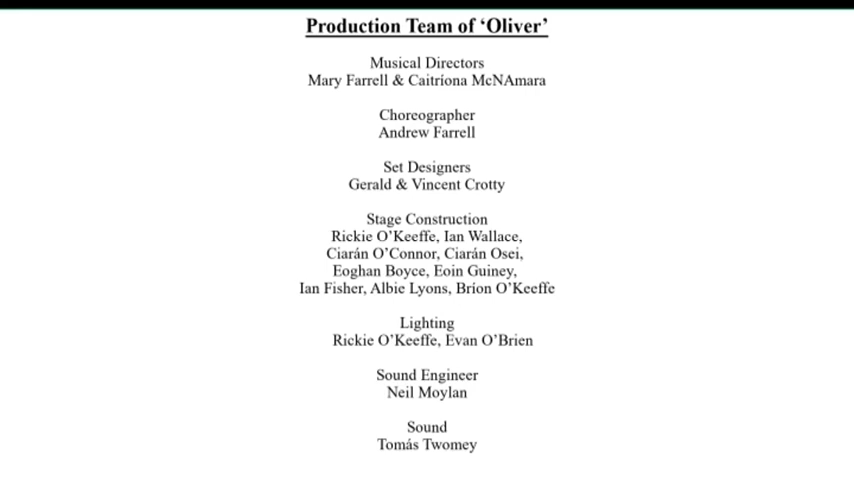 Production Team of ‘Oliver’
Musical Directors
Mary Farrell & Caitríona McNAmara
Choreographer
Andrew Farrell
Set Designers
Gerald & Vincent Crotty
Stage Construction
Rickie O’Keeffe, Ian Wallace,
Ciarán O’Connor, Ciarán Osei,
Eoghan Boyce, Eoin Guiney,
Ian Fisher, Albie Lyons, Brion O’Keeffe
Lighting
Rickie O’Keeffe, Evan O’Brien
Sound Engineer
Neil Moylan
Sound
Tomás Twomey